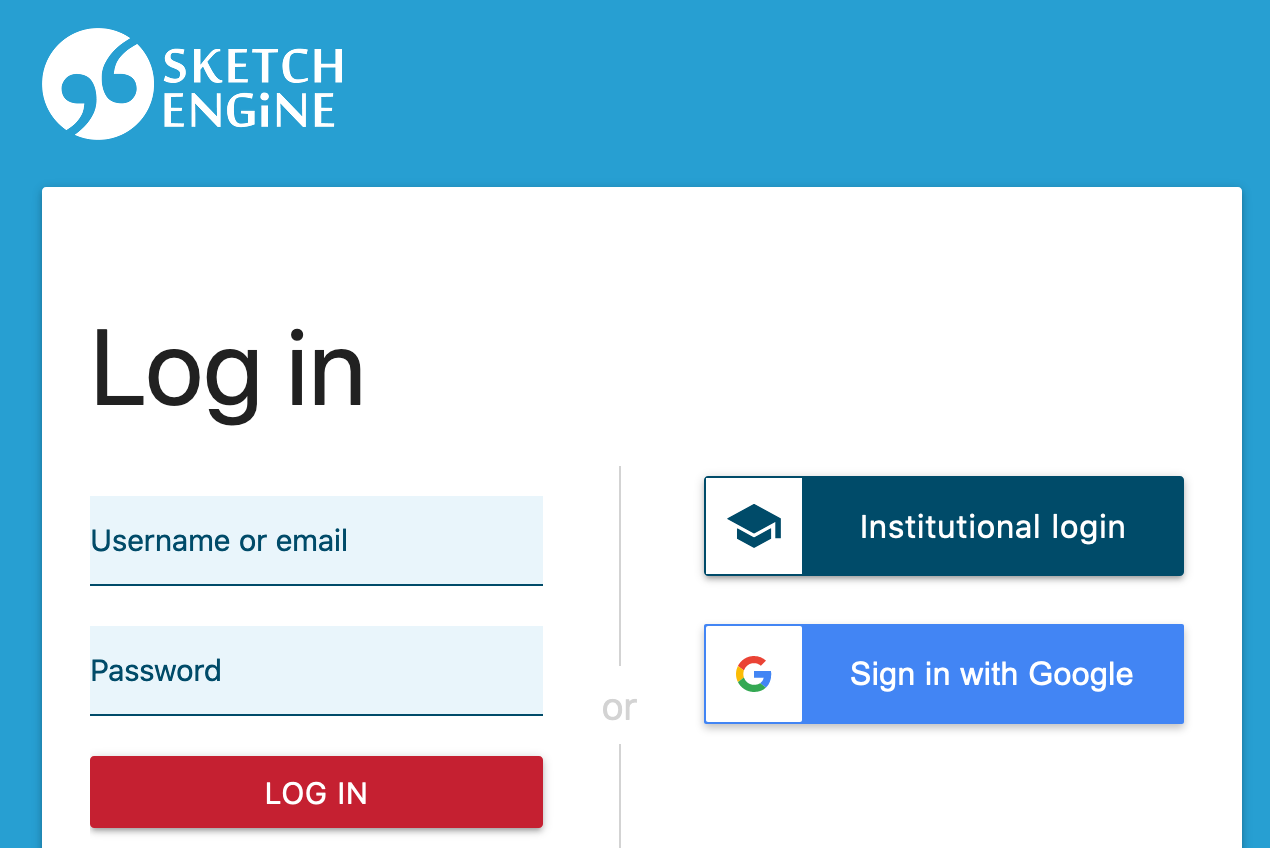 SKETCH
ENGiNE
Log in
Username or email
Password
LOG IN
or
Institutional login
Sign in with Google